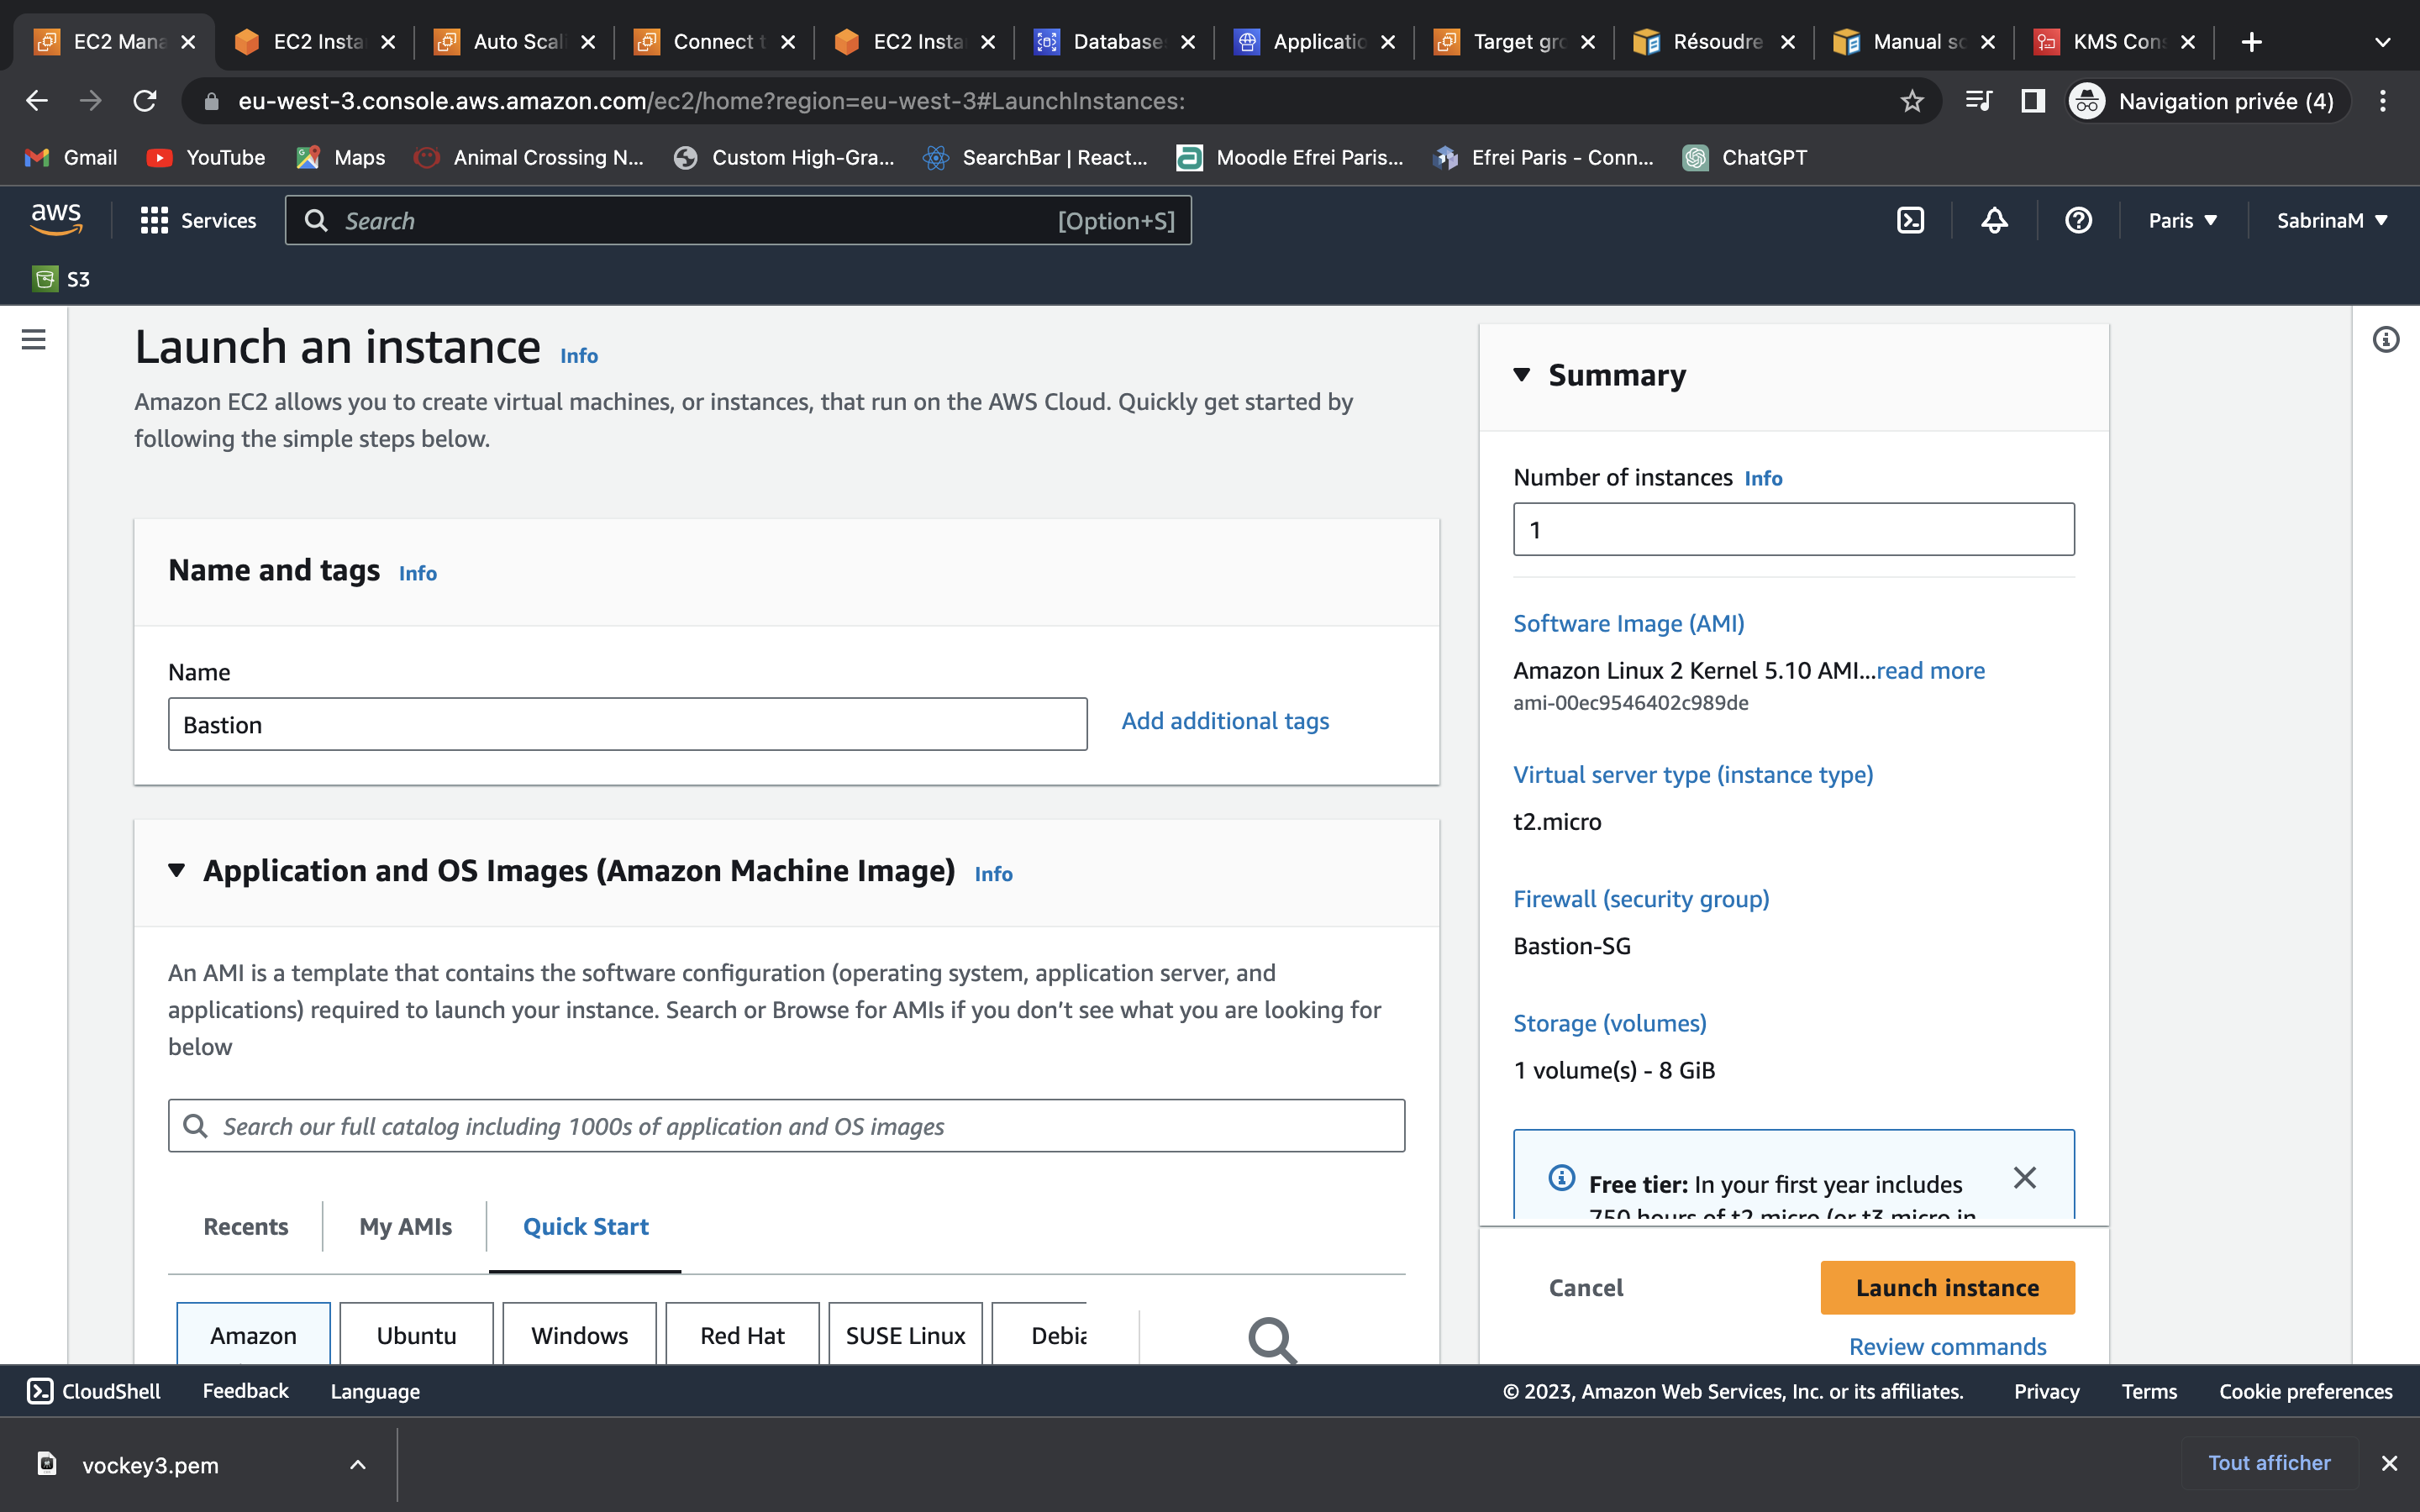 EC2 Mana
EC2 Insta
Auto Scal
Connect t
EC2 Insta
Database
Applicatio
Target gro
Résoudre
Manual sc
KMS Con
eu-west-3.console.aws.amazon.com/ec2/home?region=eu-west-3#LaunchInstances:
Navigation privée (4)
Gmail
YouTube
Maps
Animal Crossing N...
Custom High-Gra...
SearchBar | React...
Moodle Efrei Paris...
Efrei Paris - Conn...
ChatGPT
aws
Services
Search
[Option+S]
Paris
SabrinaM
S3
Launch an instance Info
Amazon EC2 allows you to create virtual machines, or instances, that run on the AWS Cloud. Quickly get started by
following the simple steps below.
Name and tags Info
Name
Bastion
Add additional tags
Application and OS Images (Amazon Machine Image) Info
An AMI is a template that contains the software configuration (operating system, application server, and
applications) required to launch your instance. Search or Browse for AMIs if you don’t see what you are looking for
below
Search our full catalog including 1000s of application and OS images
Recents
My AMIs
Quick Start
Amazon
Ubuntu
Windows
Red Hat
SUSE Linux
Debia
Summary
Number of instances Info
1
Software Image (AMI)
Amazon Linux 2 Kernel 5.10 AMI...read more
ami-00ec9546402c989de
Virtual server type (instance type)
t2.micro
Firewall (security group)
Bastion-SG
Storage (volumes)
1 volume(s) - 8 GiB
Free tier: In your first year includes
750 hours of t2.micro (or t3.micro in
Cancel
Launch instance
Review commands
CloudShell
Feedback
Language
© 2023, Amazon Web Services, Inc. or its affiliates.
Privacy
Terms
Cookie preferences
vockey3.pem
Tout afficher